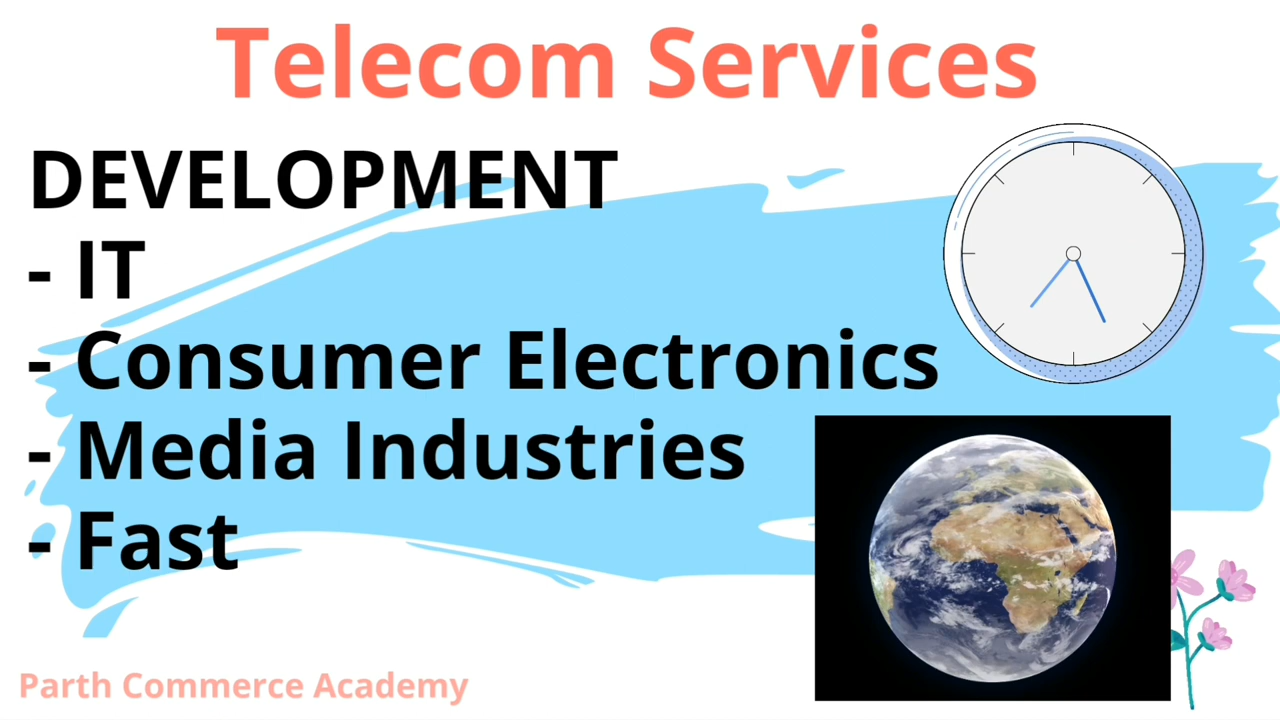 Telecom Services
DEVELOPMENT
- IT
- Consumer Electronics
- Media Industries
- Fast
Parth Commerce Academy